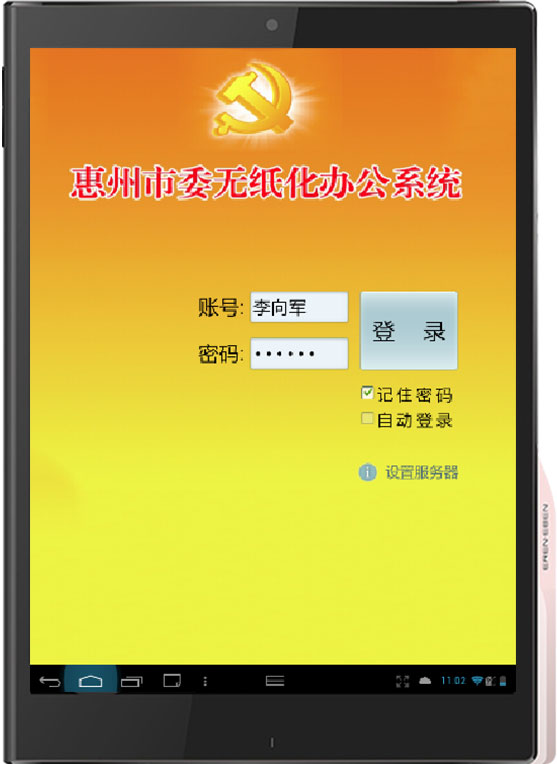 惠州市委无纸化办公系统
账号: 李向军
密码: ••••••
登 录
记住密码
自动登录
i 设置服务器
EBEN
11:02